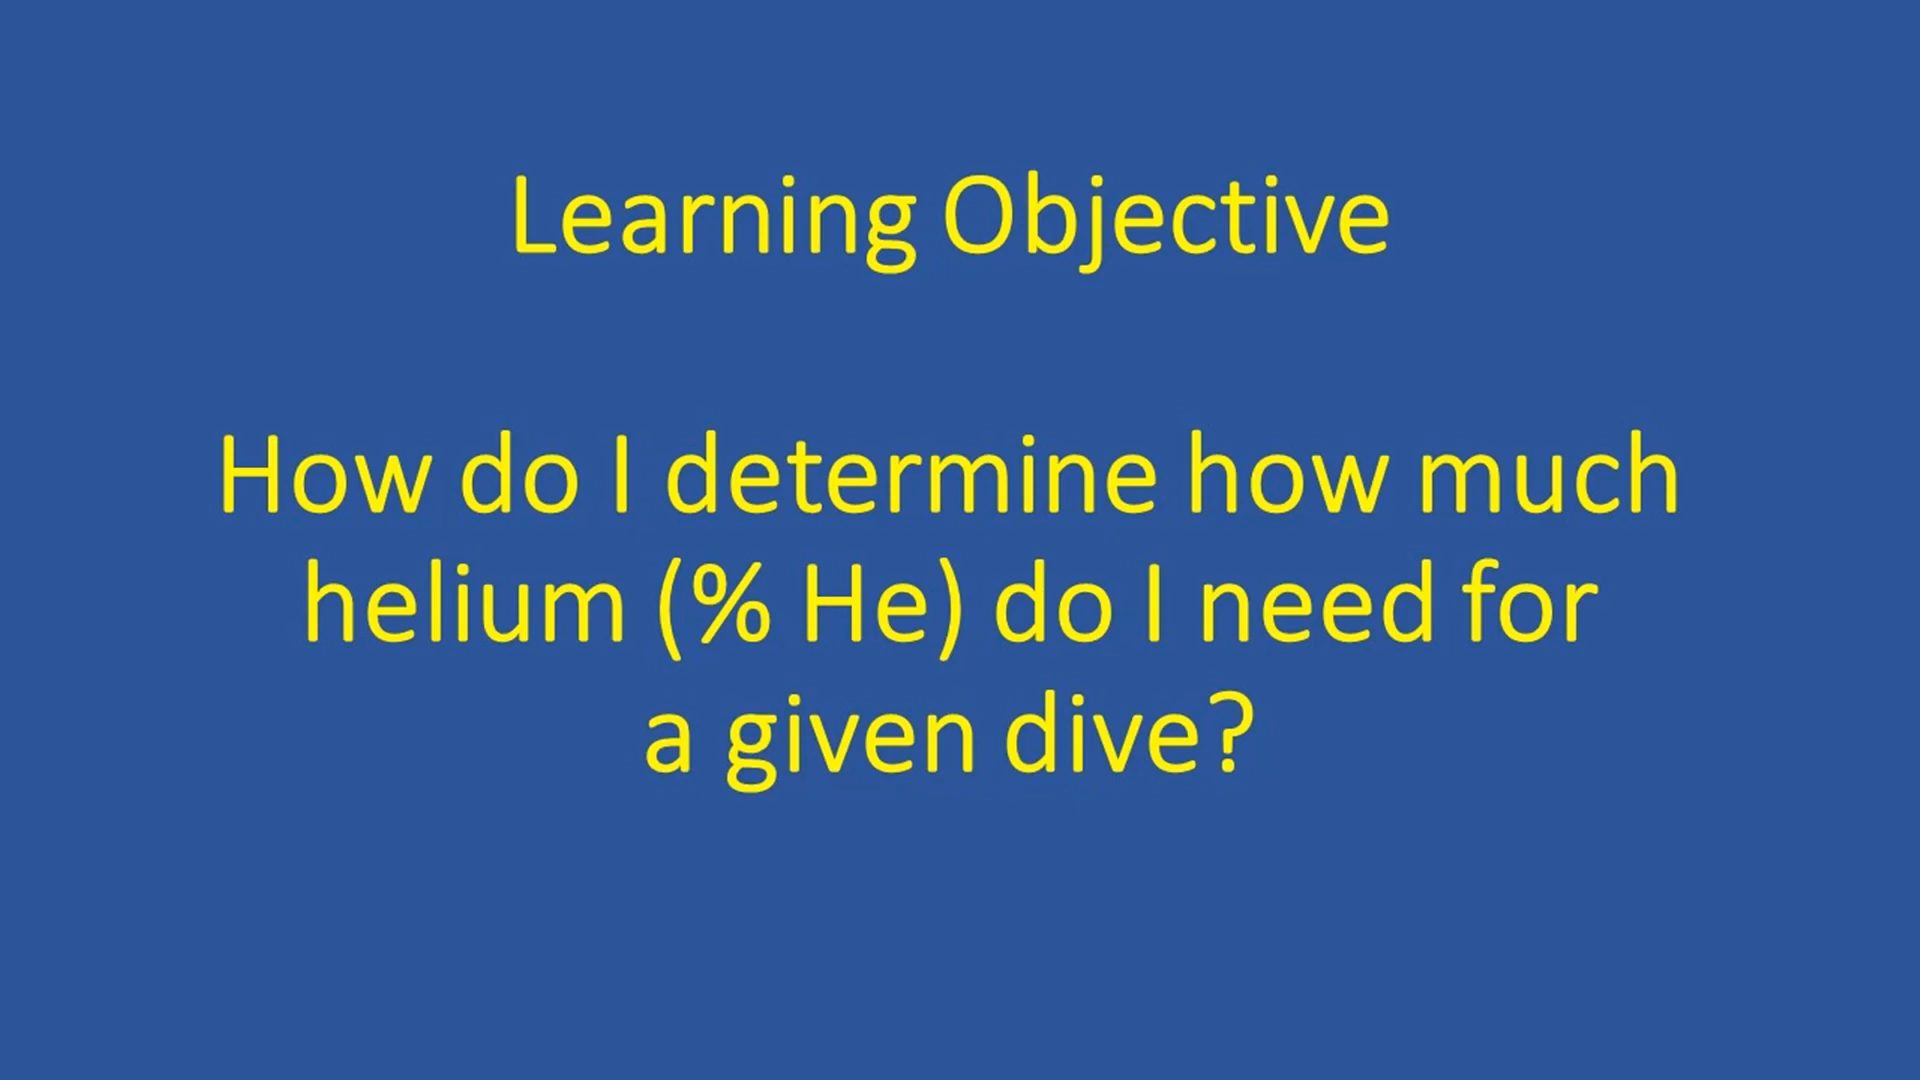 Learning Objective
How do I determine how much
helium (% He) do I need for
a given dive?